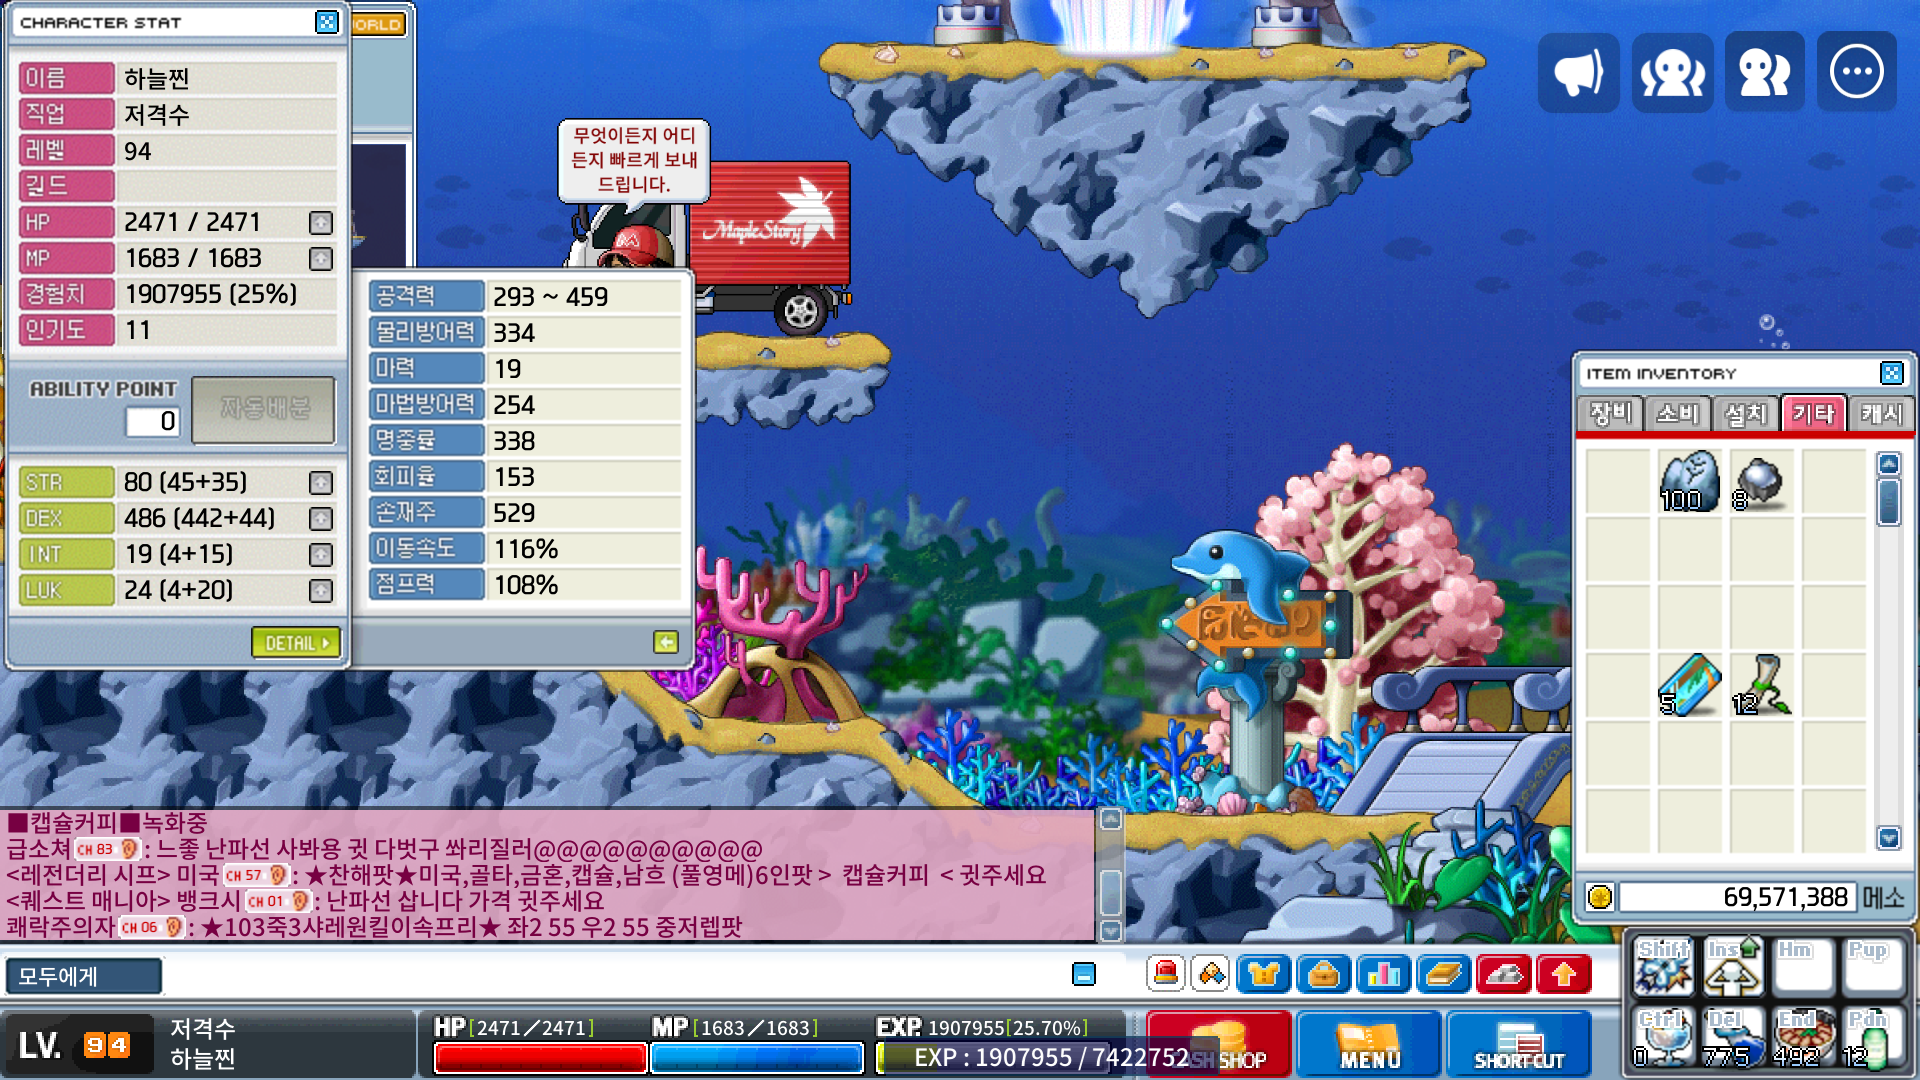 CHARACTER STAT
이름 하늘찐
직업 저격수
레벨 94
길드
HP 2471 / 2471
MP 1683 / 1683
경험치 1907955 (25%)
인기도 11
ABILITY POINT
0 자동배분
STR 80 (45+35)
DEX 486 (442+44)
INT 19 (4+15)
LUK 24 (4+20)
DETAIL
공격력 293 ~ 459
물리방어력 334
마력 19
마법방어력 254
명중률 338
회피율 153
손재주 529
이동속도 116%
점프력 108%
무엇이든지 어디
든지 빠르게 보내
드립니다.
MapleStory
ITEM INVENTORY
장비 소비 설치 기타 캐시
100 8
5 12
69,571,388 메소
■캡슐커피■녹화중
급소쳐 CH 83 : 느좋 난파선 사봐용 귓 다벗구 쏴리질러@@@@@@@@@@
<레전더리 시프> 미국 CH 57 : ★찬해팟★미국,골타,금혼,캡슐,남흐 (풀영메)6인팟 > 캡슐커피 < 귓주세요
<퀘스트 매니아> 뱅크시 CH 01 : 난파선 삽니다 가격 귓주세요
쾌락주의자 CH 06 : ★103죽3샤레원킬이속프리★ 좌2 55 우2 55 중저렙팟
모두에게
LV. 94 저격수
하늘찐
HP[2471/2471] MP[1683/1683] EXP. 1907955[25.70%]
EXP : 1907955 / 7422752
SHOP
MENU
SHORTCUT
Shift Ins Hm Pup
Ctrl Del End Pdn
0 775 492 12